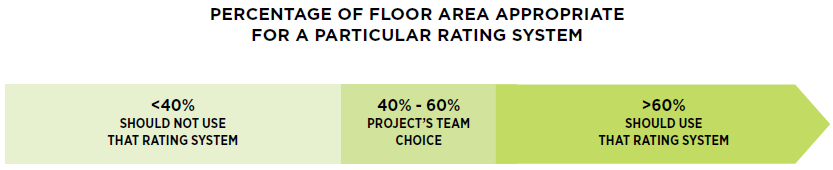 PERCENTAGE OF FLOOR AREA APPROPRIATE
FOR A PARTICULAR RATING SYSTEM
<40%
SHOULD NOT USE
THAT RATING SYSTEM
40% - 60%
PROJECT'S TEAM
CHOICE
>60%
SHOULD USE
THAT RATING SYSTEM